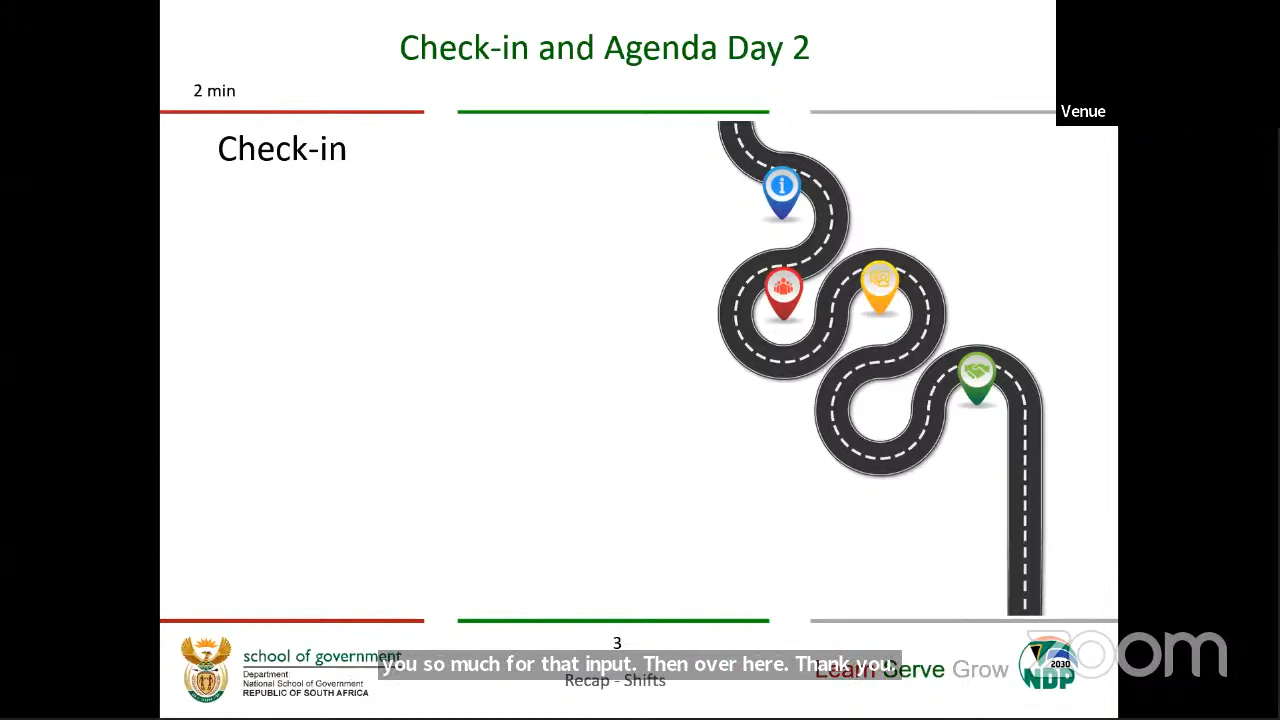 Check-in and Agenda Day 2
2 min
Venue
Check-in
3
school of government
Department:
National School of Government
REPUBLIC OF SOUTH AFRICA
you so much for that input. Then over here. Thank you.
Recap - Shifts
Learn Serve Grow
2030
NDP
zoom